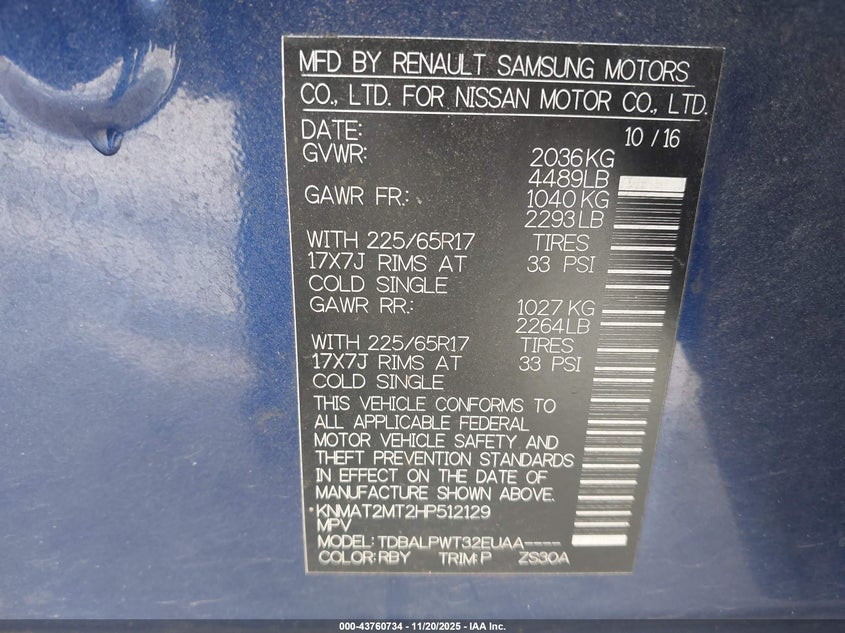 MFD BY RENAULT SAMSUNG MOTORS
CO., LTD. FOR NISSAN MOTOR CO., LTD.
DATE: 10 / 16
GVWR: 2036 KG
4489LB
GAWR FR.: 1040 KG
2293 LB
WITH 225/65R17 TIRES
17X7J RIMS AT 33 PSI
COLD SINGLE
GAWR RR.: 1027 KG
2264 LB
WITH 225/65R17 TIRES
17X7J RIMS AT 33 PSI
COLD SINGLE
THIS VEHICLE CONFORMS TO
ALL APPLICABLE FEDERAL
MOTOR VEHICLE SAFETY AND
THEFT PREVENTION STANDARDS
IN EFFECT ON THE DATE OF
MANUFACTURE SHOWN ABOVE.
*KNMAT2MT2HP512129
MPV
MODEL: TDBALPWT32EUAA----
COLOR: RBY TRIM: P ZS30A
000-43760734 - 11/20/2025 - IAA Inc.